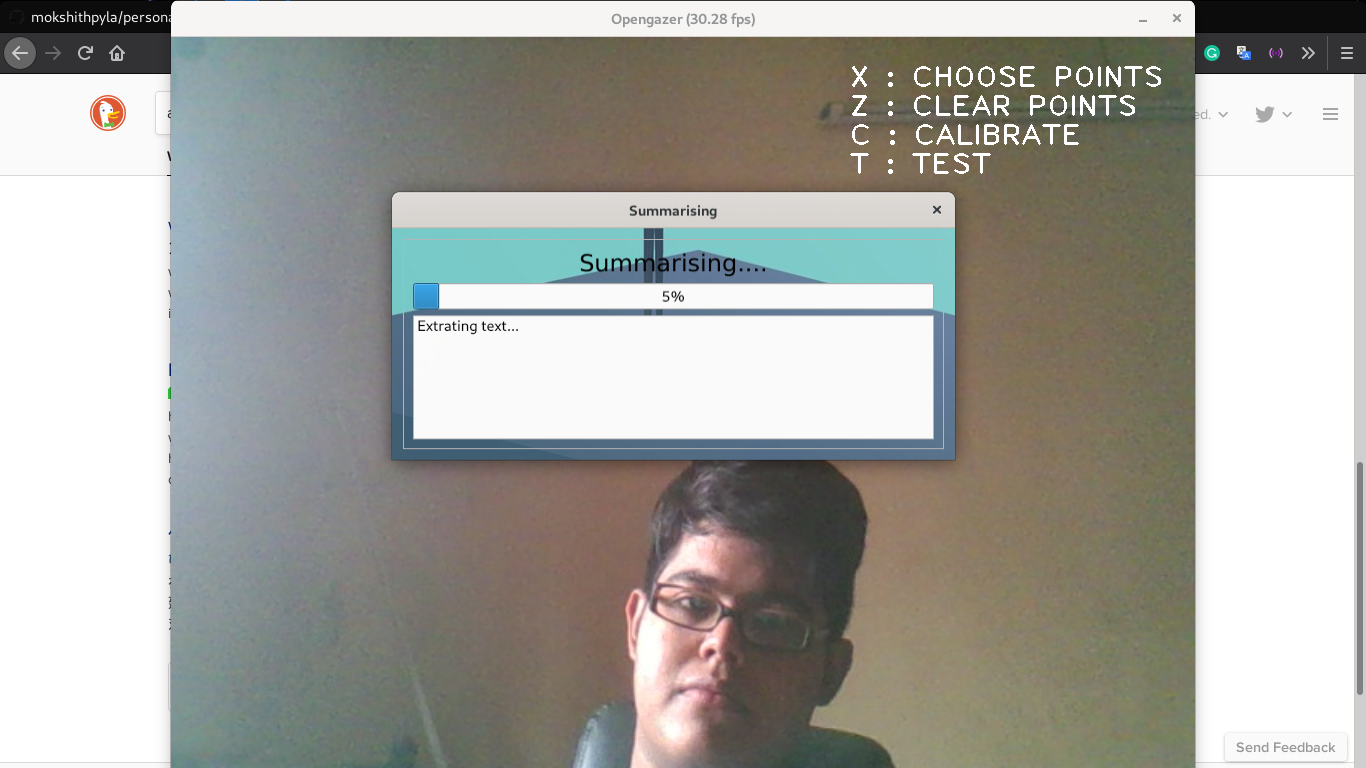 mokshithpyla/persona
Opengazer (30.28 fps)
X : CHOOSE POINTS
Z : CLEAR POINTS
C : CALIBRATE
T : TEST
ed.
Summarising
Summarising....
5%
Extrating text...
Send Feedback